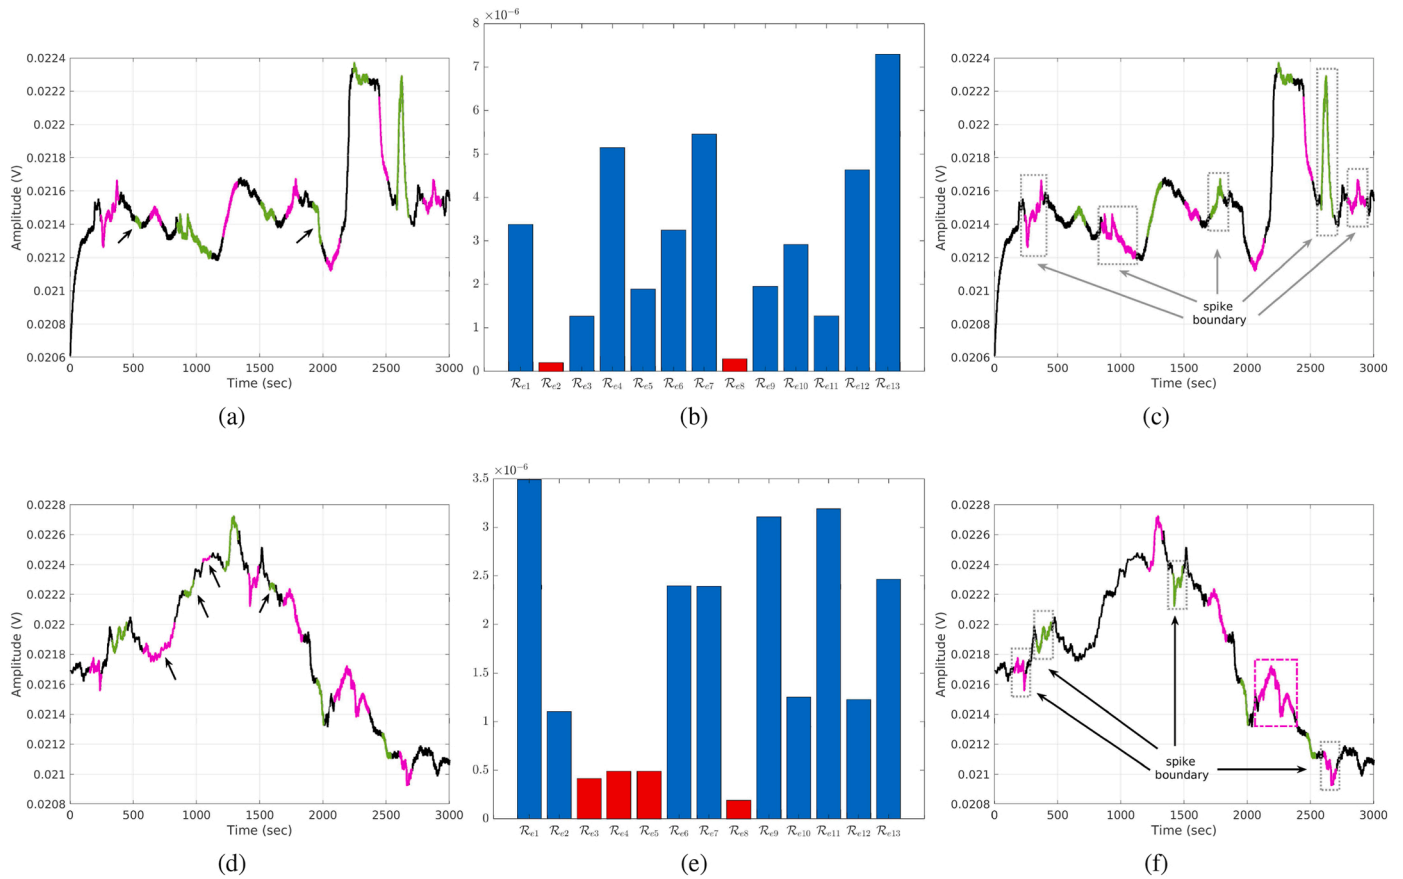 0.0224
0.0222
0.022
0.0218
0.0216
0.0214
0.0212
0.021
0.0208
0.0206
Amplitude (V)
0 500 1000 1500 2000 2500 3000
Time (sec)
(a)
×10⁻⁶
8
7
6
5
4
3
2
1
0
ℛe1 ℛe2 ℛe3 ℛe4 ℛe5 ℛe6 ℛe7 ℛe8 ℛe9 ℛe10 ℛe11 ℛe12 ℛe13
(b)
0.0224
0.0222
0.022
0.0218
0.0216
0.0214
0.0212
0.021
0.0208
0.0206
Amplitude (V)
spike
boundary
0 500 1000 1500 2000 2500 3000
Time (sec)
(c)
0.0228
0.0226
0.0224
0.0222
0.022
0.0218
0.0216
0.0214
0.0212
0.021
0.0208
Amplitude (V)
0 500 1000 1500 2000 2500 3000
Time (sec)
(d)
×10⁻⁶
3.5
3
2.5
2
1.5
1
0.5
0
ℛe1 ℛe2 ℛe3 ℛe4 ℛe5 ℛe6 ℛe7 ℛe8 ℛe9 ℛe10 ℛe11 ℛe12 ℛe13
(e)
0.0228
0.0226
0.0224
0.0222
0.022
0.0218
0.0216
0.0214
0.0212
0.021
0.0208
Amplitude (V)
spike
boundary
0 500 1000 1500 2000 2500 3000
Time (sec)
(f)